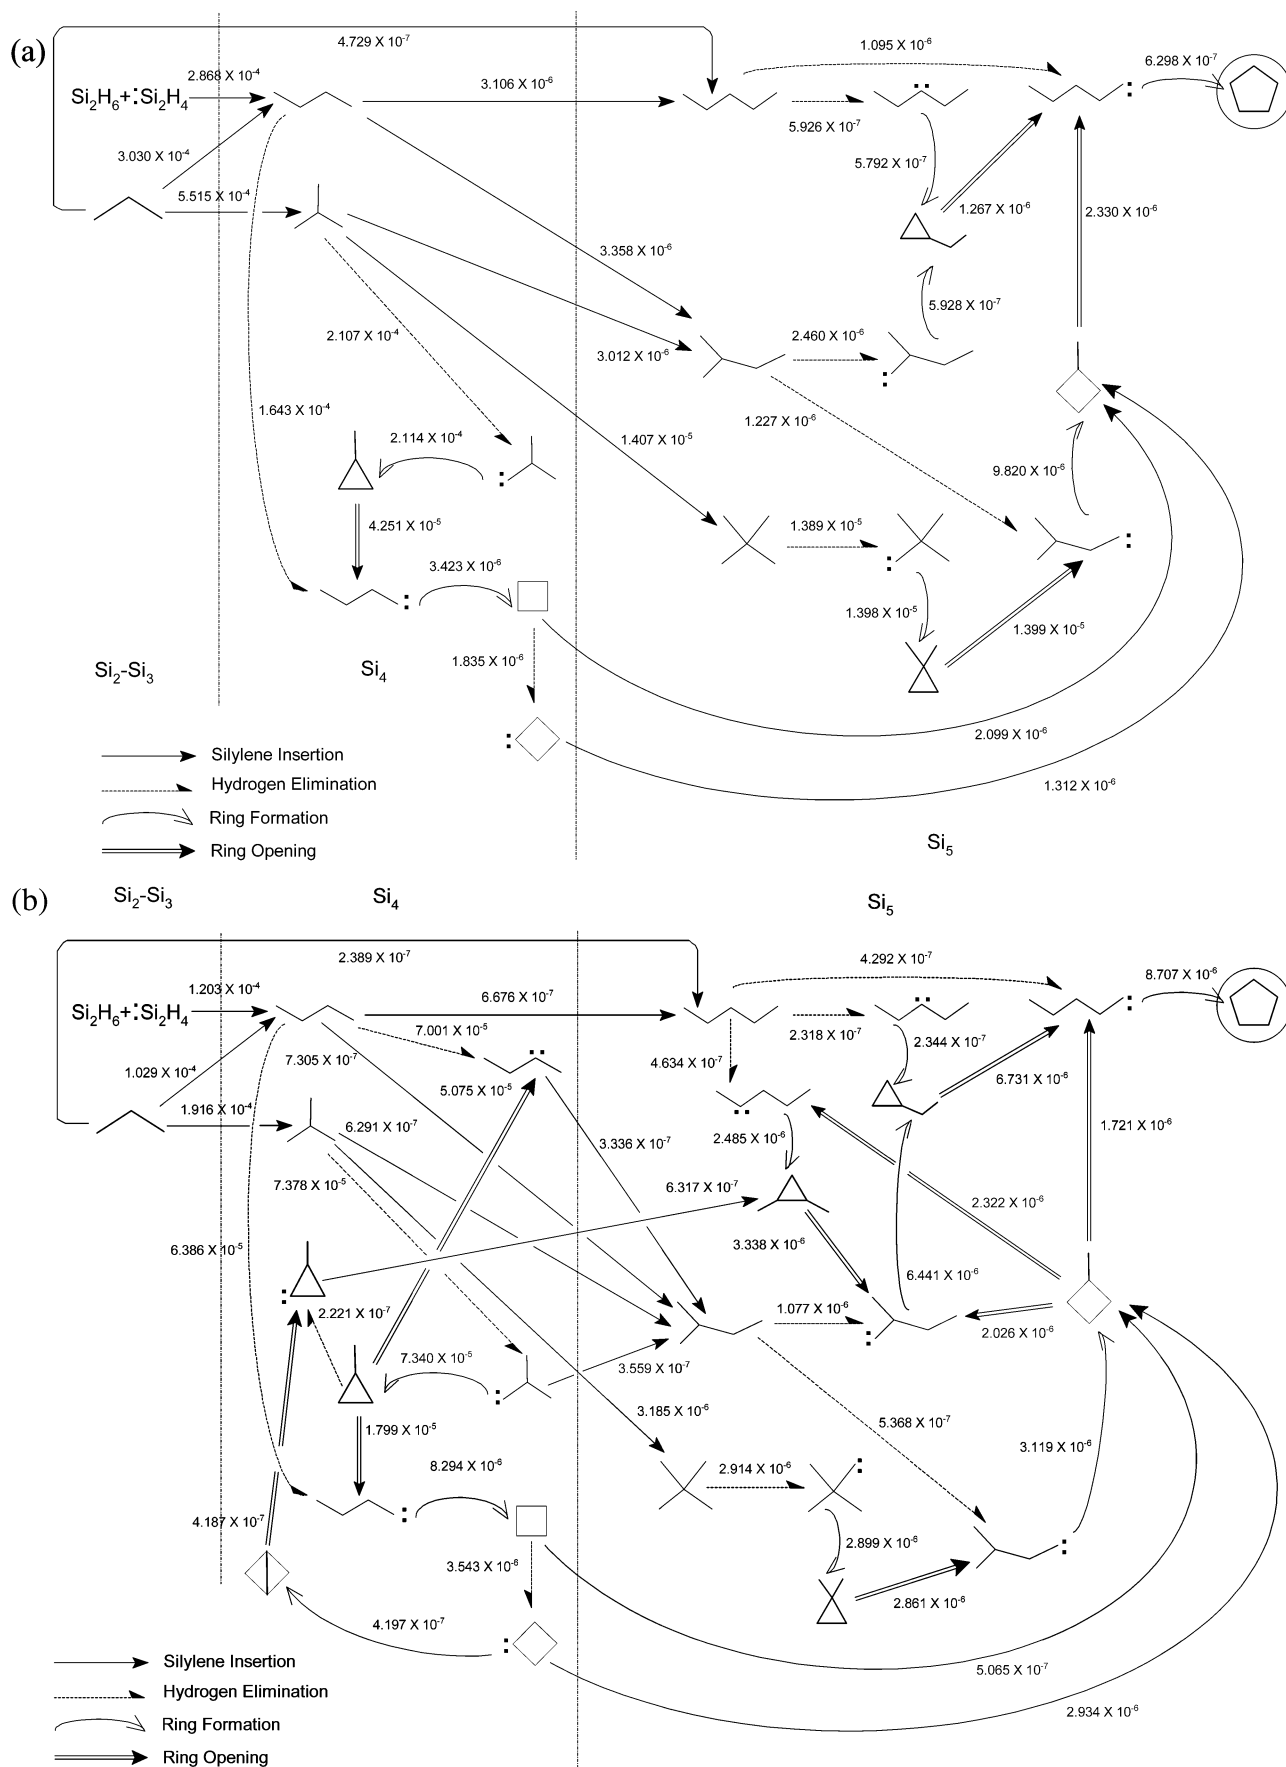 (a)
4.729 X 10-7
1.095 X 10-6
6.298 X 10-7
2.868 X 10-4
3.106 X 10-6
Si2H6+:Si2H4
5.926 X 10-7
3.030 X 10-4
5.792 X 10-7
5.515 X 10-4
1.267 X 10-6
2.330 X 10-6
3.358 X 10-6
5.928 X 10-7
2.107 X 10-4
2.460 X 10-6
3.012 X 10-6
1.643 X 10-4
1.227 X 10-6
2.114 X 10-4
1.407 X 10-5
9.820 X 10-6
4.251 X 10-5
1.389 X 10-5
3.423 X 10-6
1.398 X 10-5
1.399 X 10-5
1.835 X 10-6
Si2-Si3
Si4
2.099 X 10-6
Silylene Insertion
Hydrogen Elimination
1.312 X 10-6
Ring Formation
Si5
Ring Opening
(b)
Si2-Si3
Si4
Si5
2.389 X 10-7
4.292 X 10-7
8.707 X 10-6
1.203 X 10-4
6.676 X 10-7
Si2H6+:Si2H4
7.001 X 10-5
2.318 X 10-7
2.344 X 10-7
7.305 X 10-7
4.634 X 10-7
1.029 X 10-4
5.075 X 10-5
6.731 X 10-6
1.916 X 10-4
6.291 X 10-7
3.336 X 10-7
2.485 X 10-6
1.721 X 10-6
7.378 X 10-5
6.317 X 10-7
2.322 X 10-6
6.386 X 10-5
3.338 X 10-6
6.441 X 10-6
2.221 X 10-7
1.077 X 10-6
2.026 X 10-6
7.340 X 10-5
3.559 X 10-7
3.185 X 10-6
5.368 X 10-7
1.799 X 10-5
3.119 X 10-6
8.294 X 10-6
2.914 X 10-6
4.187 X 10-7
2.899 X 10-6
3.543 X 10-6
2.861 X 10-6
4.197 X 10-7
Silylene Insertion
5.065 X 10-7
Hydrogen Elimination
2.934 X 10-6
Ring Formation
Ring Opening